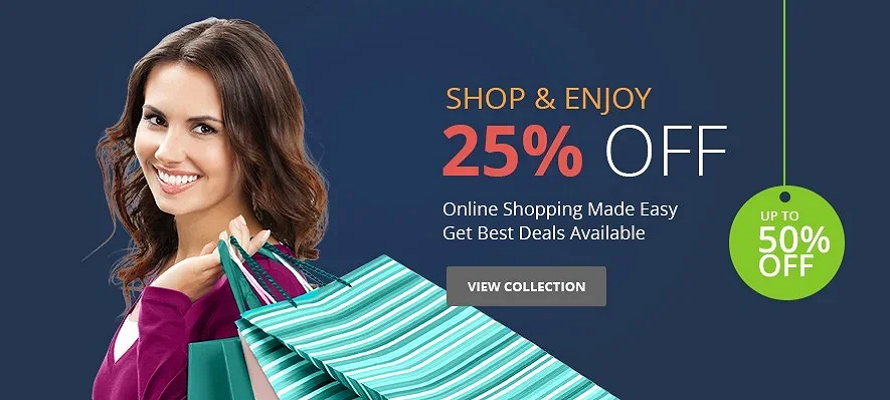 SHOP & ENJOY
25% OFF
Online Shopping Made Easy
Get Best Deals Available
VIEW COLLECTION
UP TO
50%
OFF